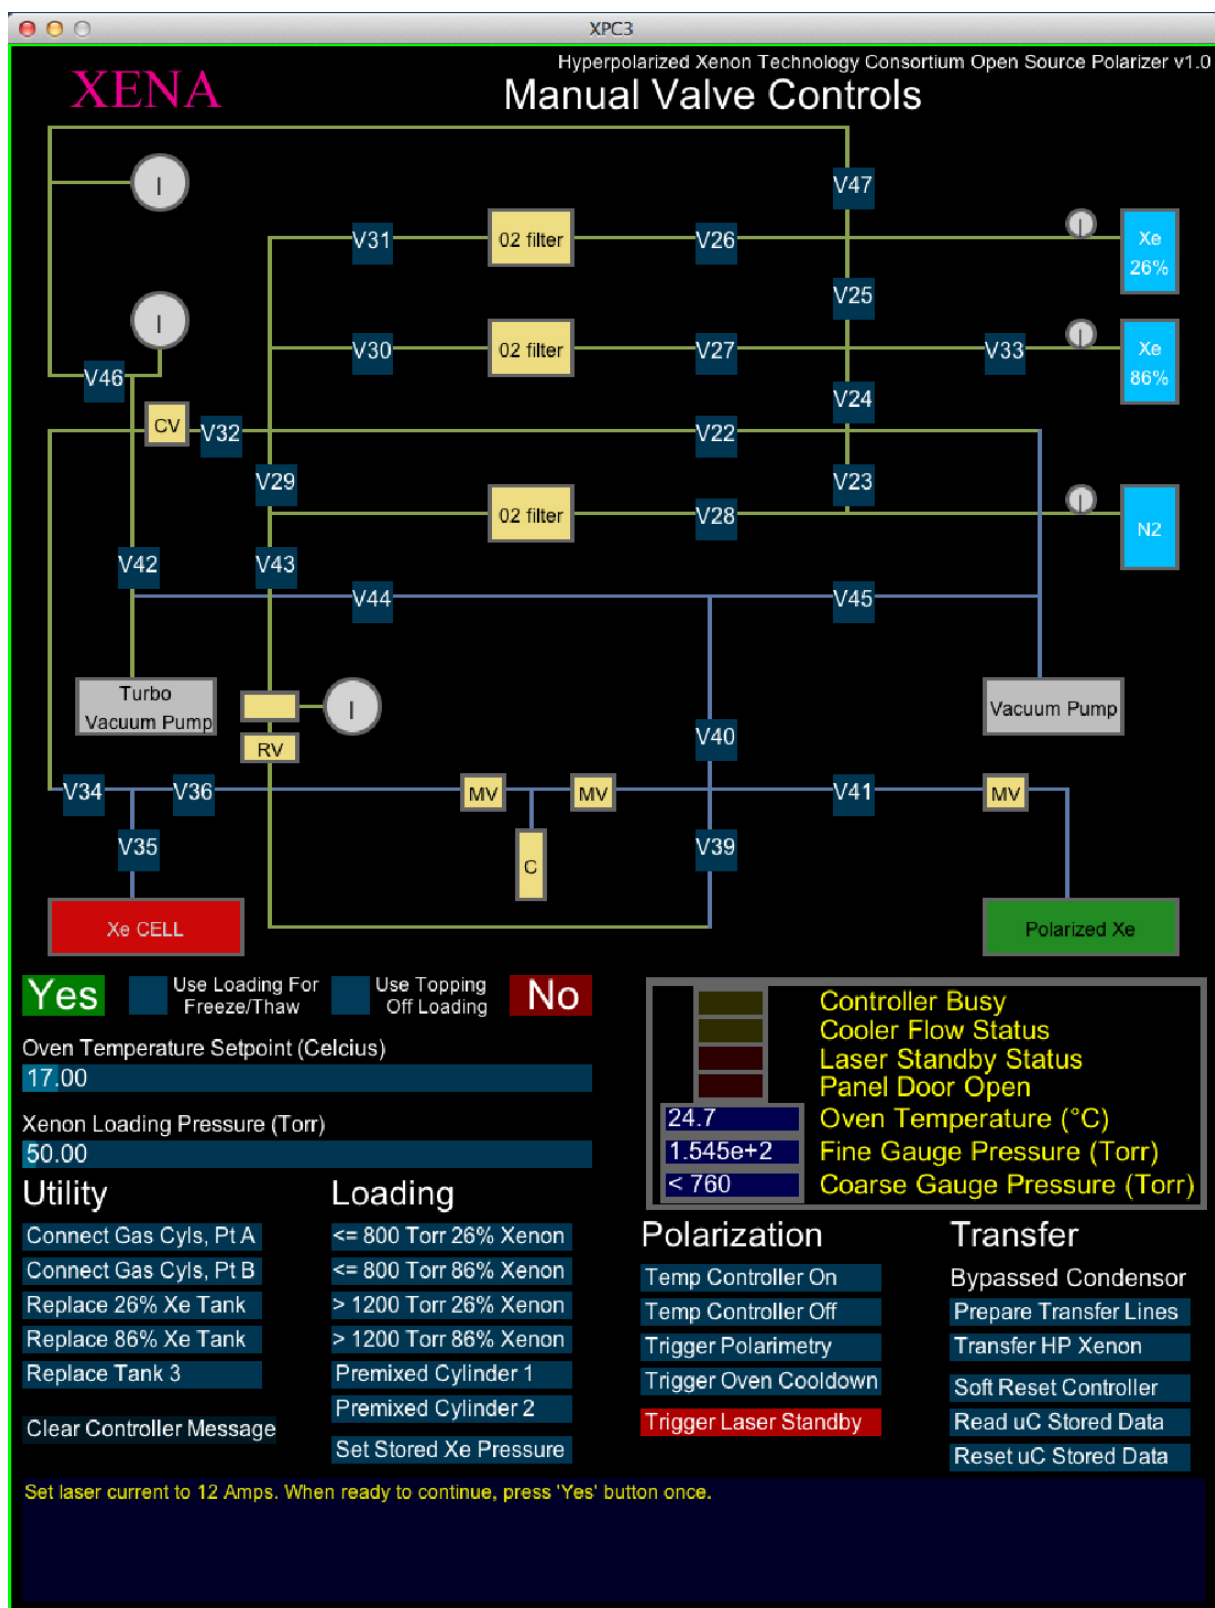 XPC3
Hyperpolarized Xenon Technology Consortium Open Source Polarizer v1.0
XENA
Manual Valve Controls
V47
V31
02 filter
V26
Xe
26%
V25
V30
02 filter
V27
V33
Xe
86%
V46
V24
CV
V32
V22
V29
V23
02 filter
V28
N2
V42
V43
V44
V45
Turbo
Vacuum Pump
Vacuum Pump
RV
V40
V34
V36
MV
MV
V41
MV
V35
C
V39
Xe CELL
Polarized Xe
Yes
Use Loading For
Freeze/Thaw
Use Topping
Off Loading
No
Controller Busy
Cooler Flow Status
Laser Standby Status
Panel Door Open
24.7 Oven Temperature (°C)
1.545e+2 Fine Gauge Pressure (Torr)
< 760 Coarse Gauge Pressure (Torr)
Oven Temperature Setpoint (Celcius)
17.00
Xenon Loading Pressure (Torr)
50.00
Utility
Connect Gas Cyls, Pt A
Connect Gas Cyls, Pt B
Replace 26% Xe Tank
Replace 86% Xe Tank
Replace Tank 3
Clear Controller Message
Loading
<= 800 Torr 26% Xenon
<= 800 Torr 86% Xenon
> 1200 Torr 26% Xenon
> 1200 Torr 86% Xenon
Premixed Cylinder 1
Premixed Cylinder 2
Set Stored Xe Pressure
Polarization
Temp Controller On
Temp Controller Off
Trigger Polarimetry
Trigger Oven Cooldown
Trigger Laser Standby
Transfer
Bypassed Condensor
Prepare Transfer Lines
Transfer HP Xenon
Soft Reset Controller
Read uC Stored Data
Reset uC Stored Data
Set laser current to 12 Amps. When ready to continue, press 'Yes' button once.